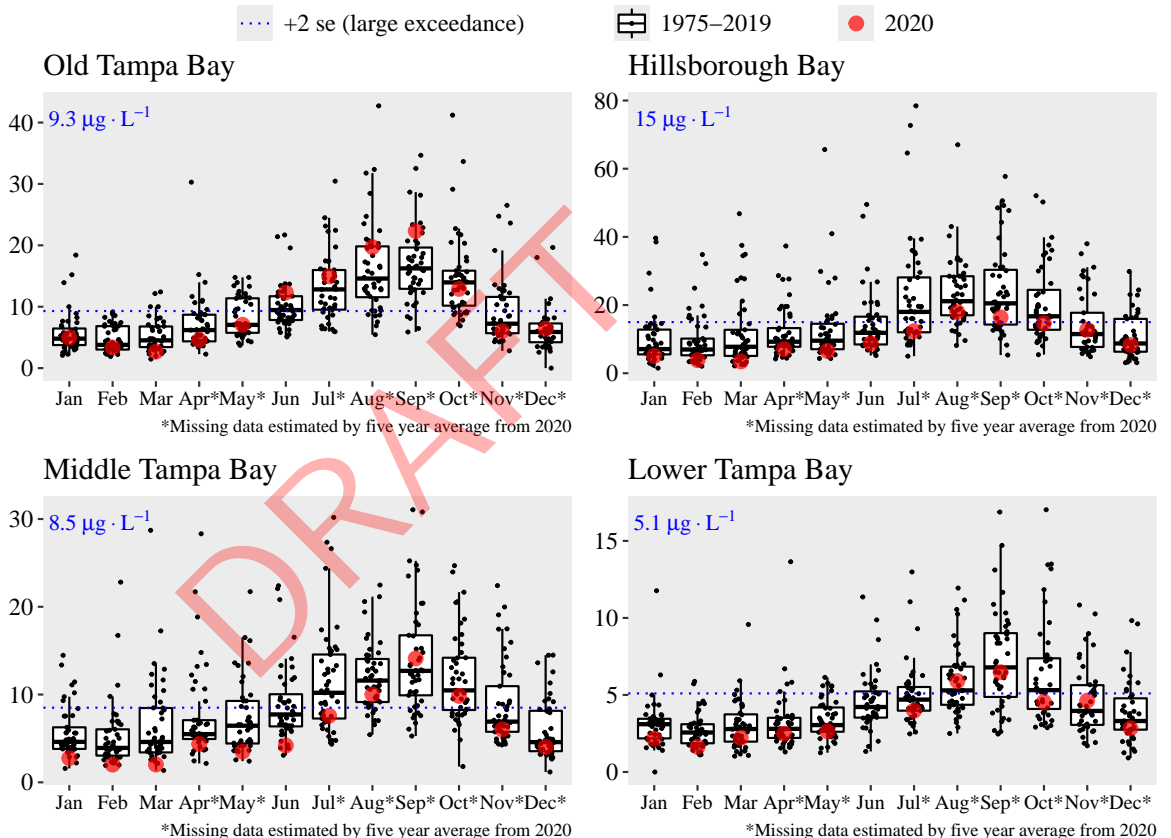 +2 se (large exceedance) 1975–2019 2020
Old Tampa Bay
9.3 μg · L⁻¹
40
30
20
10
0
Jan Feb Mar Apr* May* Jun Jul* Aug* Sep* Oct* Nov* Dec*
*Missing data estimated by five year average from 2020
Hillsborough Bay
15 μg · L⁻¹
80
60
40
20
0
Jan Feb Mar Apr* May* Jun Jul* Aug* Sep* Oct* Nov* Dec*
*Missing data estimated by five year average from 2020
Middle Tampa Bay
8.5 μg · L⁻¹
30
20
10
0
Jan Feb Mar Apr* May* Jun Jul* Aug* Sep* Oct* Nov* Dec*
*Missing data estimated by five year average from 2020
Lower Tampa Bay
5.1 μg · L⁻¹
15
10
5
0
Jan Feb Mar Apr* May* Jun Jul* Aug* Sep* Oct* Nov* Dec*
*Missing data estimated by five year average from 2020
DRAFT